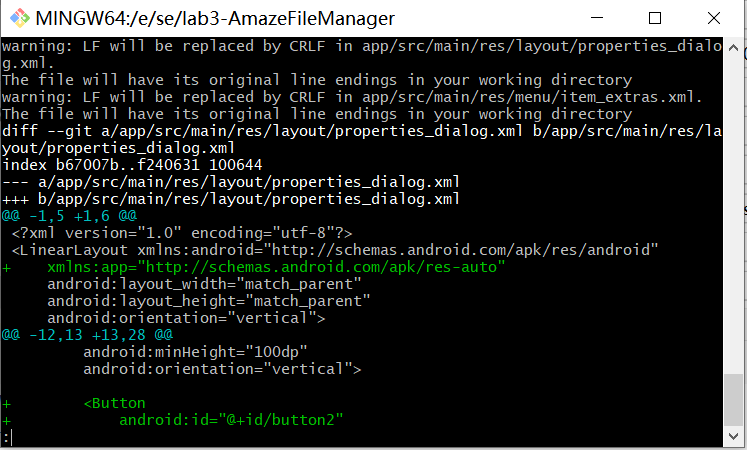 MINGW64:/e/se/lab3-AmazeFileManager
warning: LF will be replaced by CRLF in app/src/main/res/layout/properties_dialo
g.xml.
The file will have its original line endings in your working directory
warning: LF will be replaced by CRLF in app/src/main/res/menu/item_extras.xml.
The file will have its original line endings in your working directory
diff --git a/app/src/main/res/layout/properties_dialog.xml b/app/src/main/res/la
yout/properties_dialog.xml
index b67007b..f240631 100644
--- a/app/src/main/res/layout/properties_dialog.xml
+++ b/app/src/main/res/layout/properties_dialog.xml
@@ -1,5 +1,6 @@
 <?xml version="1.0" encoding="utf-8"?>
 <LinearLayout xmlns:android="http://schemas.android.com/apk/res/android"
+    xmlns:app="http://schemas.android.com/apk/res-auto"
     android:layout_width="match_parent"
     android:layout_height="match_parent"
     android:orientation="vertical">
@@ -12,13 +13,28 @@
         android:minHeight="100dp"
         android:orientation="vertical">

+        <Button
+            android:id="@+id/button2"
: